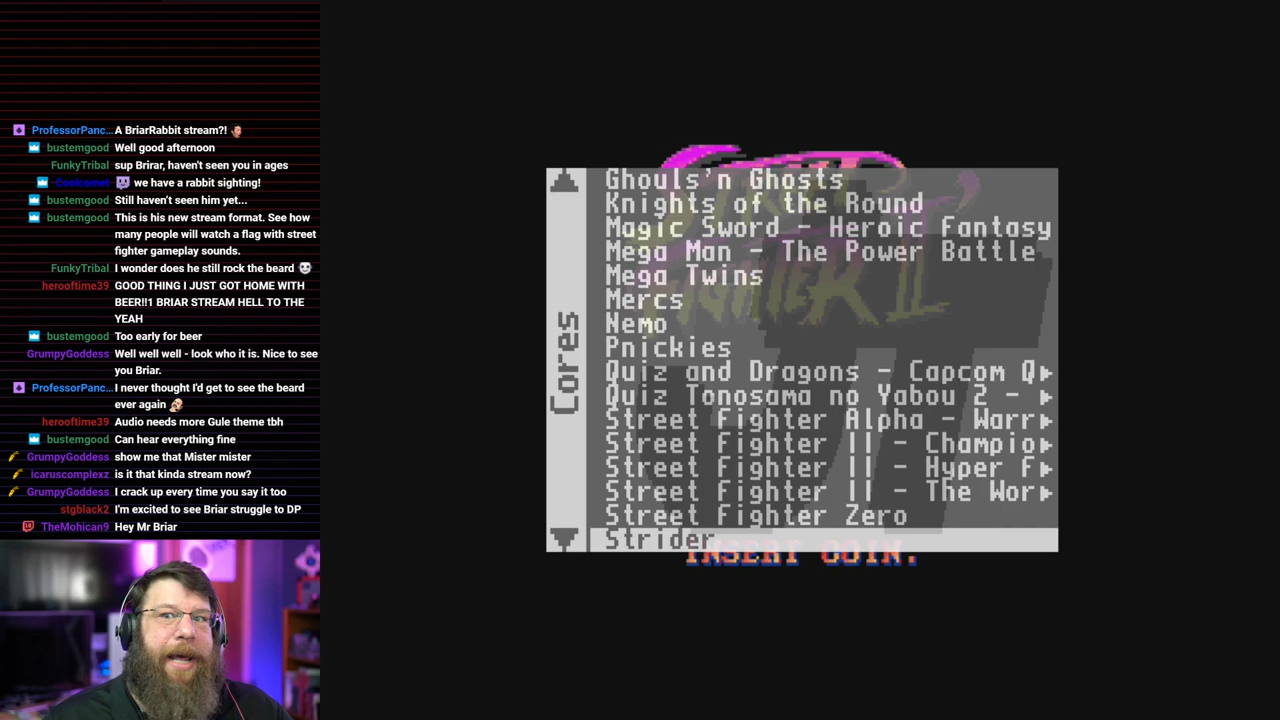 ProfessorPanc... A BriarRabbit stream?!
bustemgood Well good afternoon
FunkyTribal sup Brirar, haven't seen you in ages
Coolcomet we have a rabbit sighting!
bustemgood Still haven't seen him yet...
bustemgood This is his new stream format. See how
many people will watch a flag with street
fighter gameplay sounds.
FunkyTribal I wonder does he still rock the beard
herooftime39 GOOD THING I JUST GOT HOME WITH
BEER!!1 BRIAR STREAM HELL TO THE
YEAH
bustemgood Too early for beer
GrumpyGoddess Well well well - look who it is. Nice to see
you Briar.
ProfessorPanc... I never thought I'd get to see the beard
ever again
herooftime39 Audio needs more Gule theme tbh
bustemgood Can hear everything fine
GrumpyGoddess show me that Mister mister
icaruscomplexz is it that kinda stream now?
GrumpyGoddess I crack up every time you say it too
stgblack2 I'm excited to see Briar struggle to DP
TheMohican9 Hey Mr Briar
Cores
Ghouls'n Ghosts
Knights of the Round
Magic Sword - Heroic Fantasy
Mega Man - The Power Battle
Mega Twins
Mercs
Nemo
Pnickies
Quiz and Dragons - Capcom Q
Quiz Tonosama no Yabou 2 -
Street Fighter Alpha - Warr
Street Fighter II - Champio
Street Fighter II - Hyper F
Street Fighter II - The Wor
Street Fighter Zero
Strider
INSERT COIN.